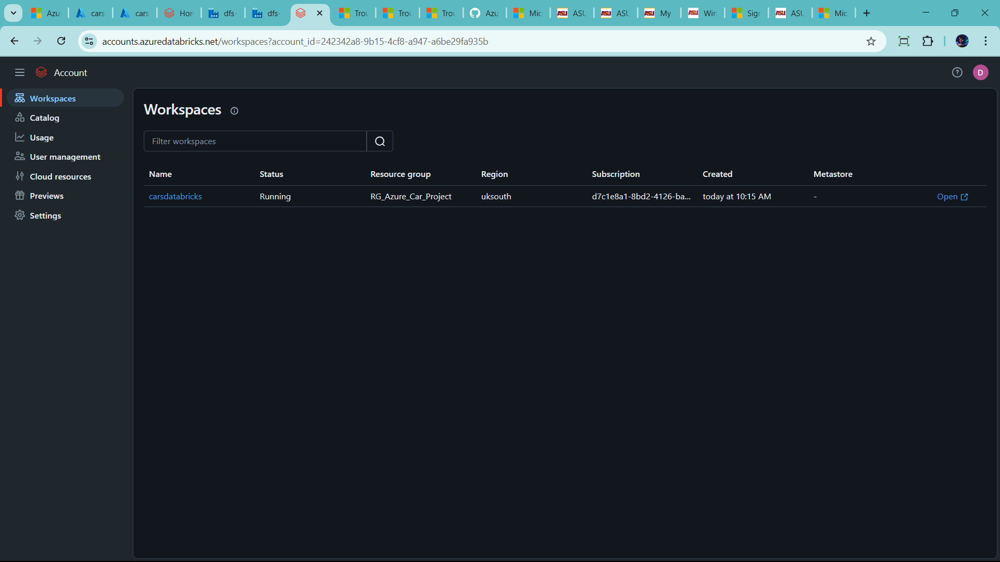 Azu
cars
cars
Hom
dfs-
dfs-
Trou
Trou
Trou
Azu
Mic
ASU
ASU
My
Win
Sign
ASU
Mic
accounts.azuredatabricks.net/workspaces?account_id=242342a8-9b15-4cf8-a947-a6be29fa935b
Account
D
Workspaces
Catalog
Usage
User management
Cloud resources
Previews
Settings
Workspaces
Filter workspaces
Name Status Resource group Region Subscription Created Metastore
carsdatabricks Running RG_Azure_Car_Project uksouth d7c1e8a1-8bd2-4126-ba... today at 10:15 AM - Open